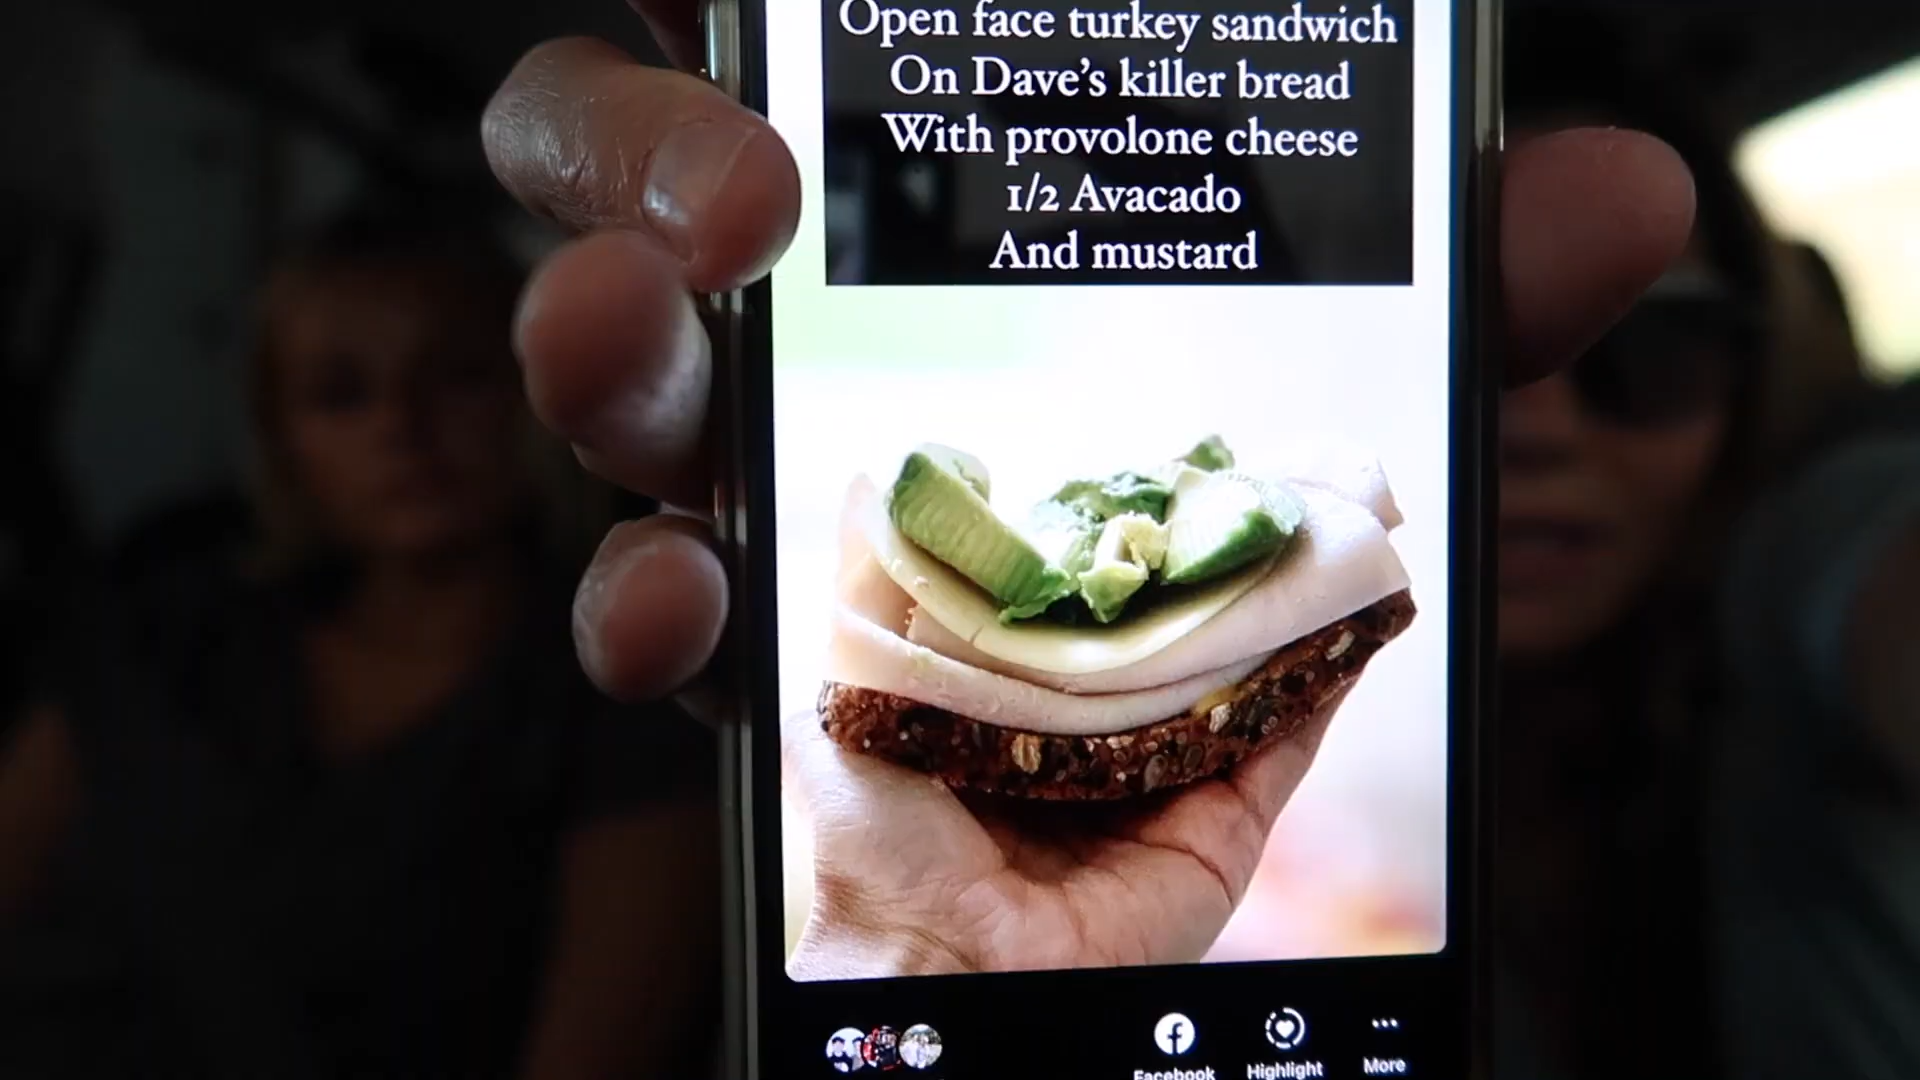 Open face turkey sandwich
On Dave's killer bread
With provolone cheese
1/2 Avacado
And mustard
Facebook
Highlight
More